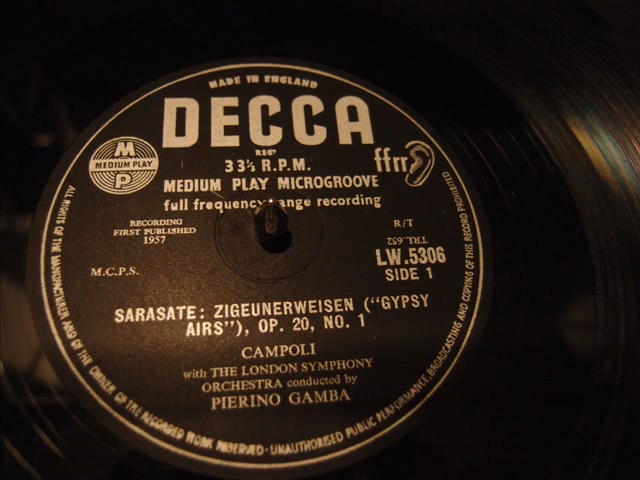 MADE IN ENGLAND
DECCA
REGD
33⅓ R.P.M.
M
MEDIUM PLAY
P
ffrr
MEDIUM PLAY MICROGROOVE
full frequency range recording
RECORDING
FIRST PUBLISHED
1957
R/T
TRL.652
M.C.P.S.
LW.5306
SIDE 1
SARASATE: ZIGEUNERWEISEN ("GYPSY
AIRS"), OP. 20, NO. 1
CAMPOLI
with THE LONDON SYMPHONY
ORCHESTRA conducted by
PIERINO GAMBA
ALL RIGHTS OF THE MANUFACTURER AND OF THE OWNER OF THE RECORDED WORK RESERVED · UNAUTHORISED PUBLIC PERFORMANCE, BROADCASTING AND COPYING OF THIS RECORD PROHIBITED